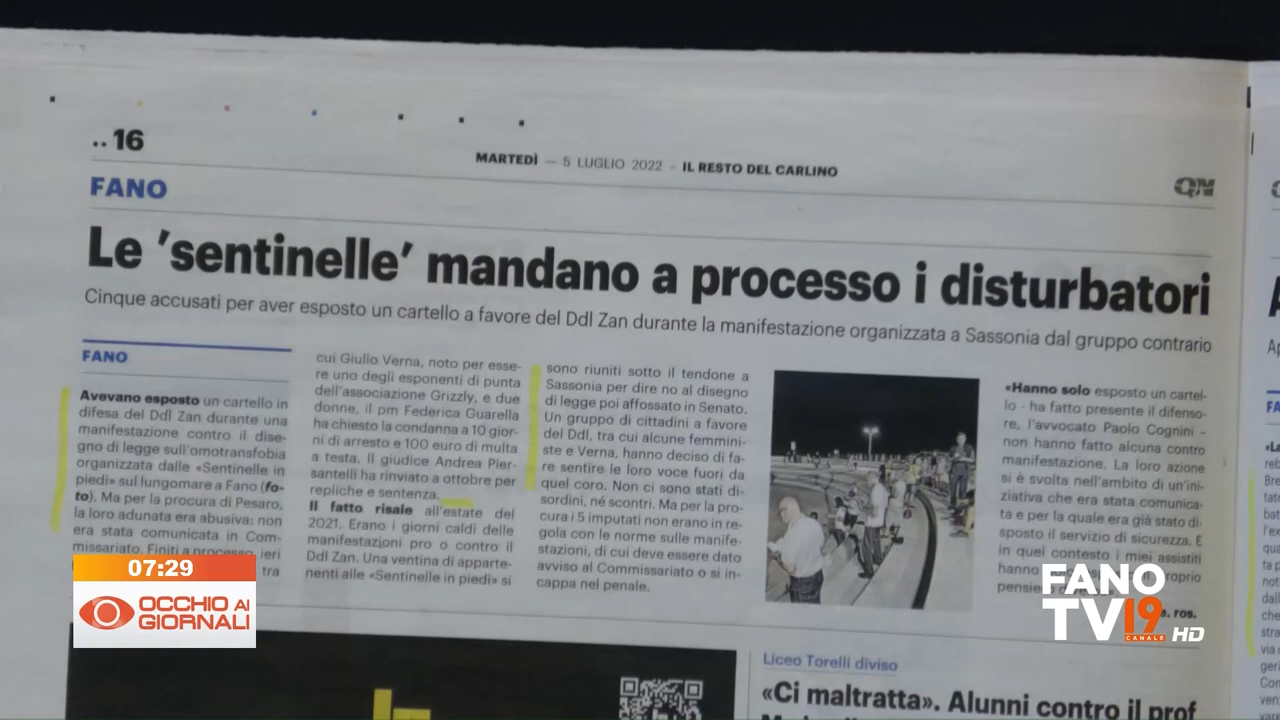 ..16
MARTEDÌ — 5 LUGLIO 2022 – IL RESTO DEL CARLINO
QN
FANO
Le 'sentinelle' mandano a processo i disturbatori
Cinque accusati per aver esposto un cartello a favore del Ddl Zan durante la manifestazione organizzata a Sassonia dal gruppo contrario
FANO
Avevano esposto un cartello in
difesa del Ddl Zan durante una
manifestazione contro il dise-
gno di legge sull'omotransfobia
organizzata dalle «Sentinelle in
piedi» sul lungomare a Fano (fo-
to). Ma per la procura di Pesaro,
la loro adunata era abusiva: non
era stata comunicata in Com-
missariato. Finiti a processo ieri
tra
cui Giulio Verna, noto per esse-
re uno degli esponenti di punta
dell'associazione Grizzly, e due
donne, il pm Federica Guarella
ha chiesto la condanna a 10 gior-
ni di arresto e 100 euro di multa
a testa. Il giudice Andrea Pier-
santelli ha rinviato a ottobre per
repliche e sentenza.
Il fatto risale all'estate del
2021. Erano i giorni caldi delle
manifestazioni pro o contro il
Ddl Zan. Una ventina di apparte-
nenti alle «Sentinelle in piedi» si
sono riuniti sotto il tendone a
Sassonia per dire no al disegno
di legge poi affossato in Senato.
Un gruppo di cittadini a favore
del Ddl, tra cui alcune femmini-
ste e Verna, hanno deciso di fa-
re sentire le loro voce fuori da
quel coro. Non ci sono stati di-
sordini, né scontri. Ma per la pro-
cura i 5 imputati non erano in re-
gola con le norme sulle manife-
stazioni, di cui deve essere dato
avviso al Commissariato o si in-
cappa nel penale.
«Hanno solo esposto un cartel-
lo - ha fatto presente il difenso-
re, l'avvocato Paolo Cognini -
non hanno fatto alcuna contro
manifestazione. La loro azione
si è svolta nell'ambito di un'ini-
ziativa che era stata comunica-
ta e per la quale era già stato di-
sposto il servizio di sicurezza. E
in quel contesto i miei assistiti
hanno proprio
ros.
Liceo Torelli diviso
«Ci maltratta». Alunni contro il prof
07:29
OCCHIO AI
GIORNALI
FANO
TV19
CANALE HD